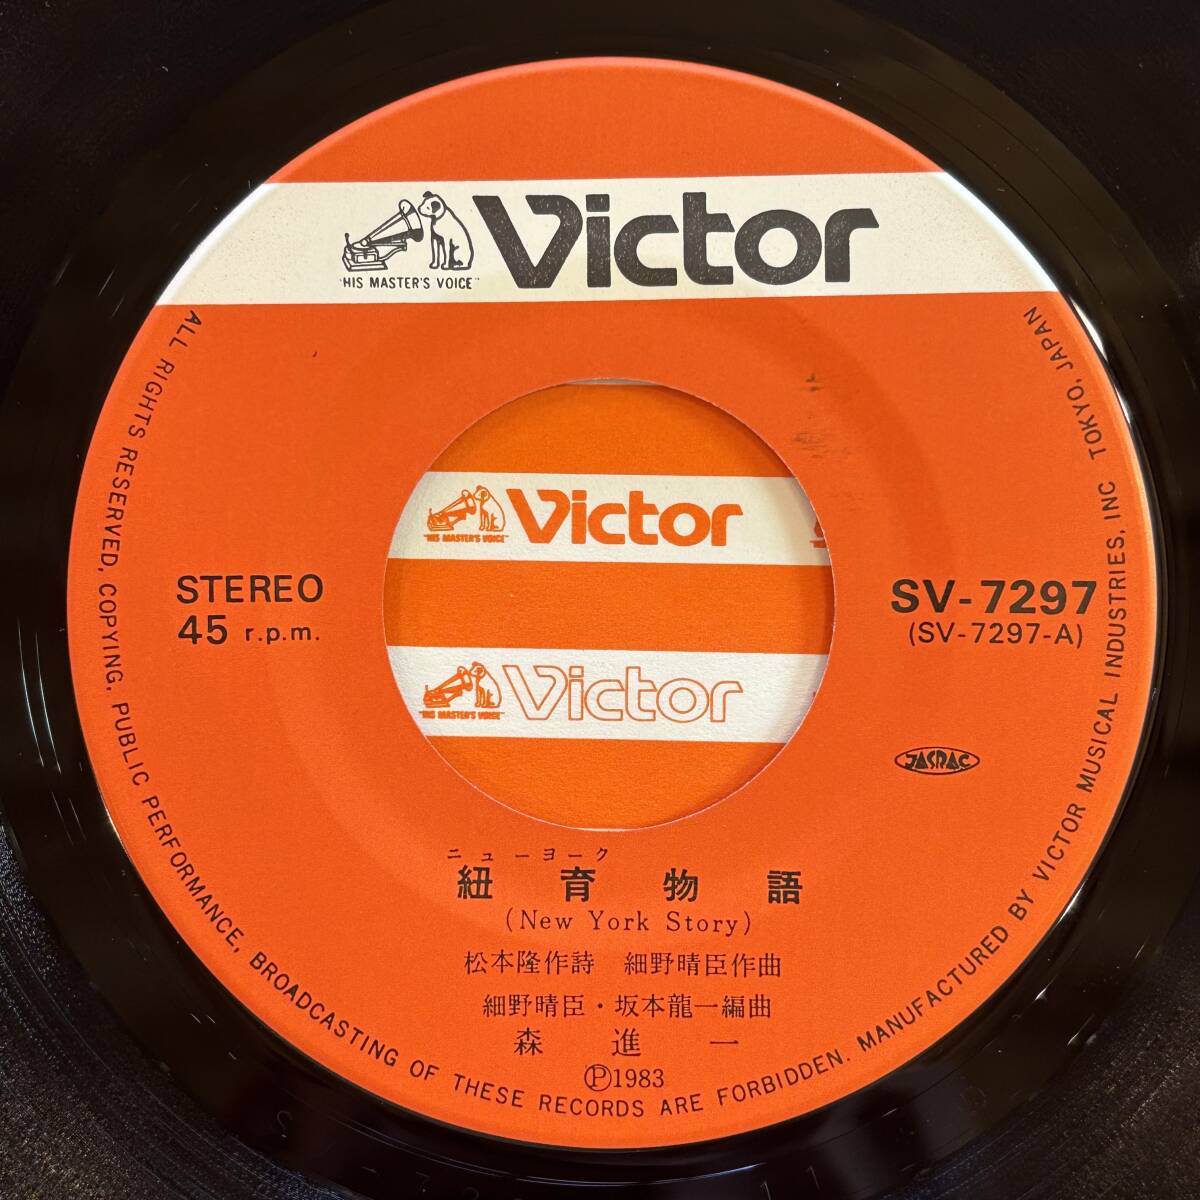 Victor
"HIS MASTER'S VOICE"
"HIS MASTER'S VOICE"
Victor
"HIS MASTER'S VOICE"
Victor
STEREO
45 r.p.m.
SV-7297
(SV-7297-A)
JASRAC
ニューヨーク
紐育物語
(New York Story)
松本隆作詩 細野晴臣作曲
細野晴臣・坂本龍一編曲
森進一
Ⓟ1983
ALL RIGHTS RESERVED, COPYING, PUBLIC PERFORMANCE, BROADCASTING OF THESE RECORDS ARE FORBIDDEN. MANUFACTURED BY VICTOR MUSICAL INDUSTRIES, INC TOKYO, JAPAN